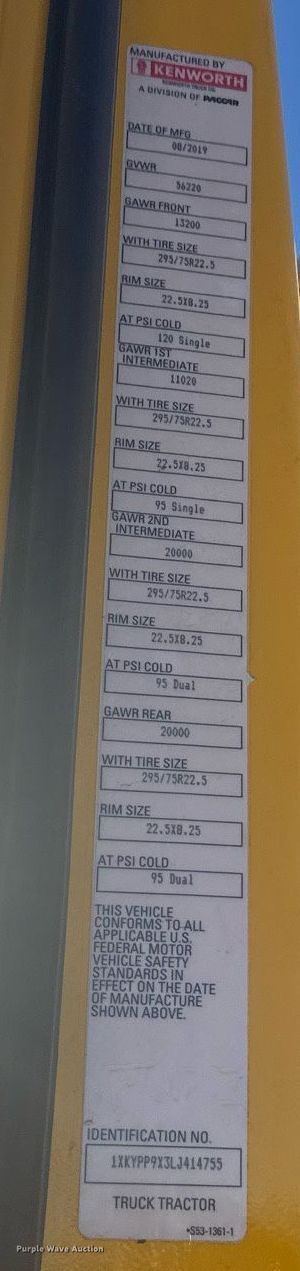 MANUFACTURED BY
KENWORTH
KENWORTH TRUCK CO.
A DIVISION OF PACCAR
DATE OF MFG
08/2019
GVWR
56220
GAWR FRONT
13200
WITH TIRE SIZE
295/75R22.5
RIM SIZE
22.5X8.25
AT PSI COLD
120 Single
GAWR 1ST
INTERMEDIATE
11020
WITH TIRE SIZE
295/75R22.5
RIM SIZE
22.5X8.25
AT PSI COLD
95 Single
GAWR 2ND
INTERMEDIATE
20000
WITH TIRE SIZE
295/75R22.5
RIM SIZE
22.5X8.25
AT PSI COLD
95 Dual
GAWR REAR
20000
WITH TIRE SIZE
295/75R22.5
RIM SIZE
22.5X8.25
AT PSI COLD
95 Dual
THIS VEHICLE
CONFORMS TO ALL
APPLICABLE U.S.
FEDERAL MOTOR
VEHICLE SAFETY
STANDARDS IN
EFFECT ON THE DATE
OF MANUFACTURE
SHOWN ABOVE.
IDENTIFICATION NO.
1XKYPP9X3LJ414755
TRUCK TRACTOR
*S53-1361-1
Purple Wave Auction